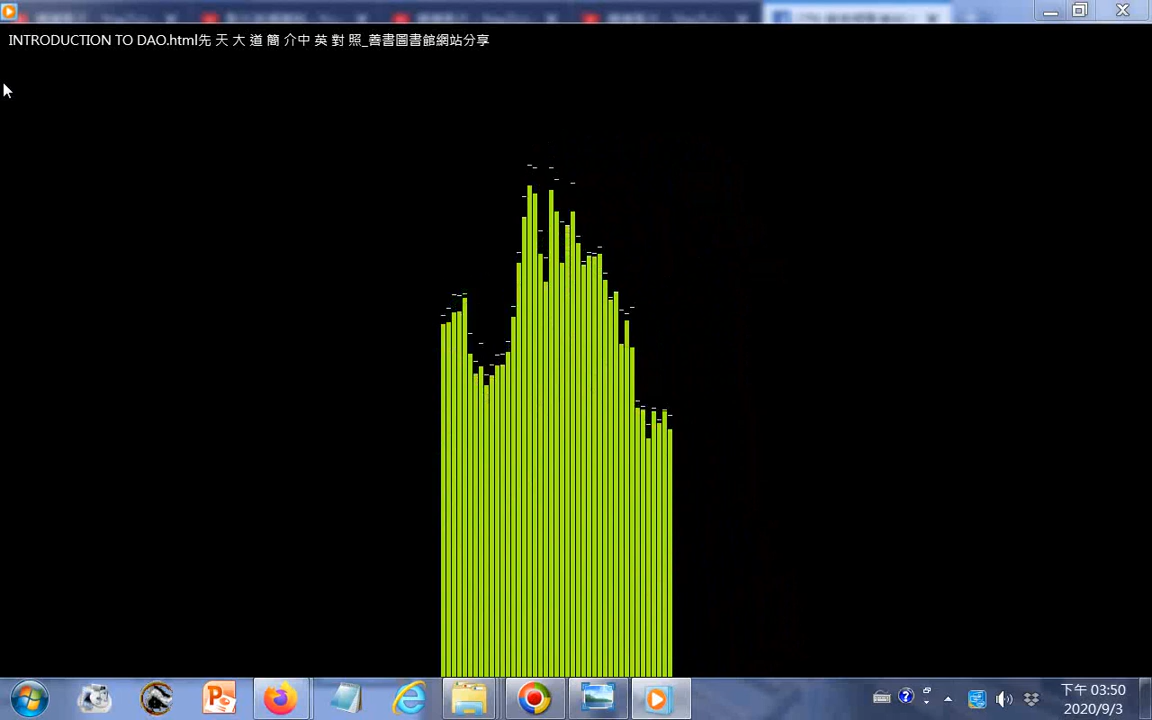 INTRODUCTION TO DAO.html先 天 大 道 簡 介中 英 對 照_善書圖書館網站分享
下午 03:50
2020/9/3